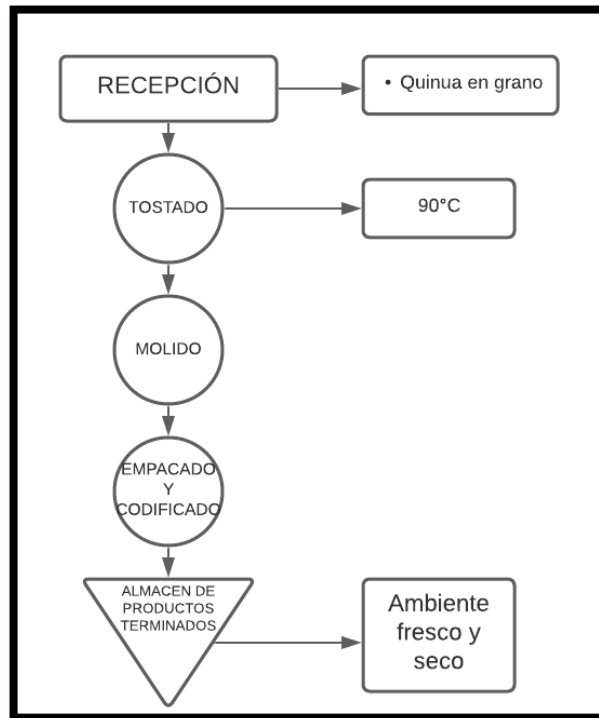 RECEPCIÓN
• Quinua en grano
TOSTADO
90°C
MOLIDO
EMPACADO
Y
CODIFICADO
ALMACEN DE
PRODUCTOS
TERMINADOS
Ambiente
fresco y
seco